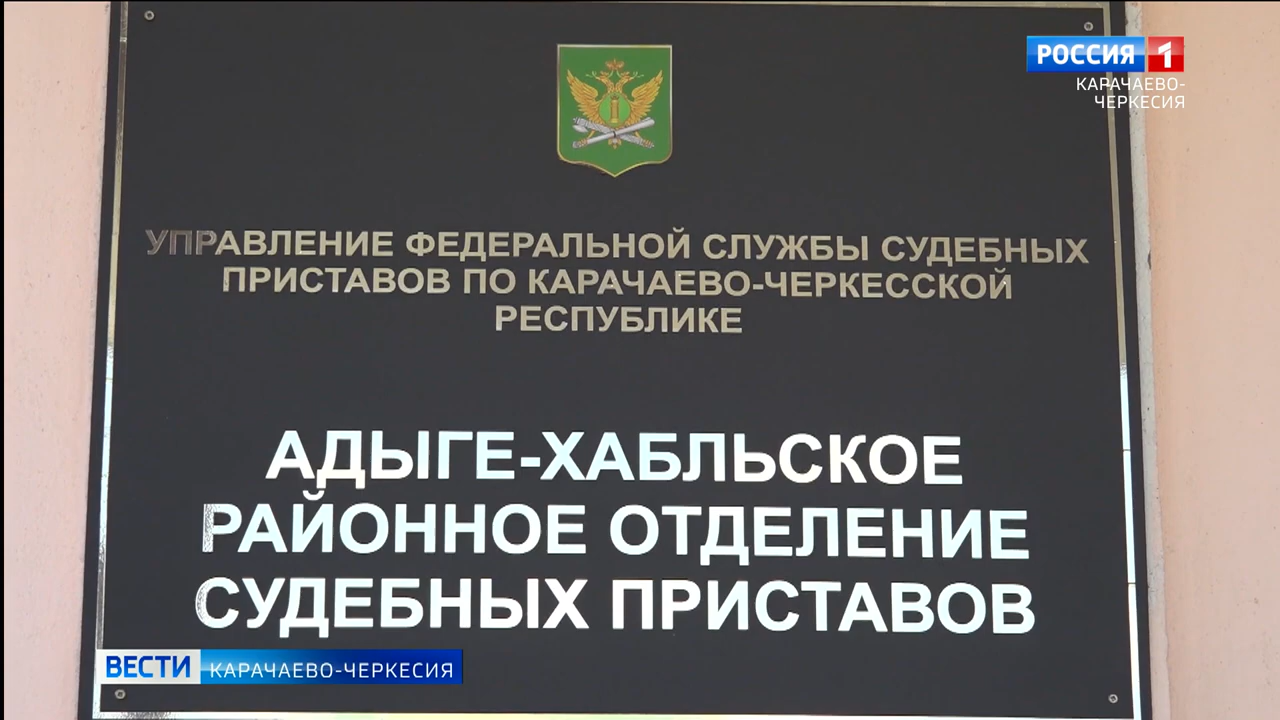 РОССИЯ 1
КАРАЧАЕВО-
ЧЕРКЕСИЯ
УПРАВЛЕНИЕ ФЕДЕРАЛЬНОЙ СЛУЖБЫ СУДЕБНЫХ
ПРИСТАВОВ ПО КАРАЧАЕВО-ЧЕРКЕССКОЙ
РЕСПУБЛИКЕ
АДЫГЕ-ХАБЛЬСКОЕ
РАЙОННОЕ ОТДЕЛЕНИЕ
СУДЕБНЫХ ПРИСТАВОВ
ВЕСТИ КАРАЧАЕВО-ЧЕРКЕСИЯ